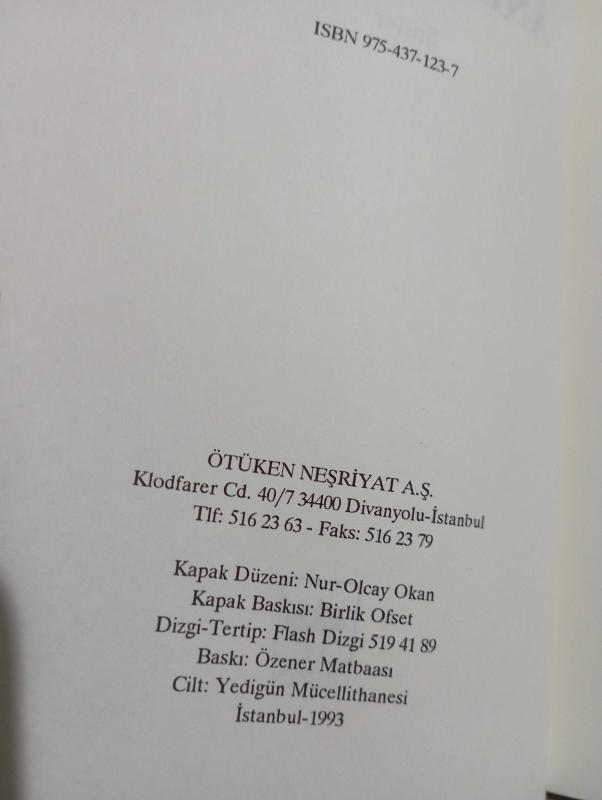 ISBN 975-437-123-7
ÖTÜKEN NEŞRİYAT A.Ş.
Klodfarer Cd. 40/7 34400 Divanyolu-İstanbul
Tlf: 516 23 63 - Faks: 516 23 79
Kapak Düzeni: Nur-Olcay Okan
Kapak Baskısı: Birlik Ofset
Dizgi-Tertip: Flash Dizgi 519 41 89
Baskı: Özener Matbaası
Cilt: Yedigün Mücellithanesi
İstanbul-1993